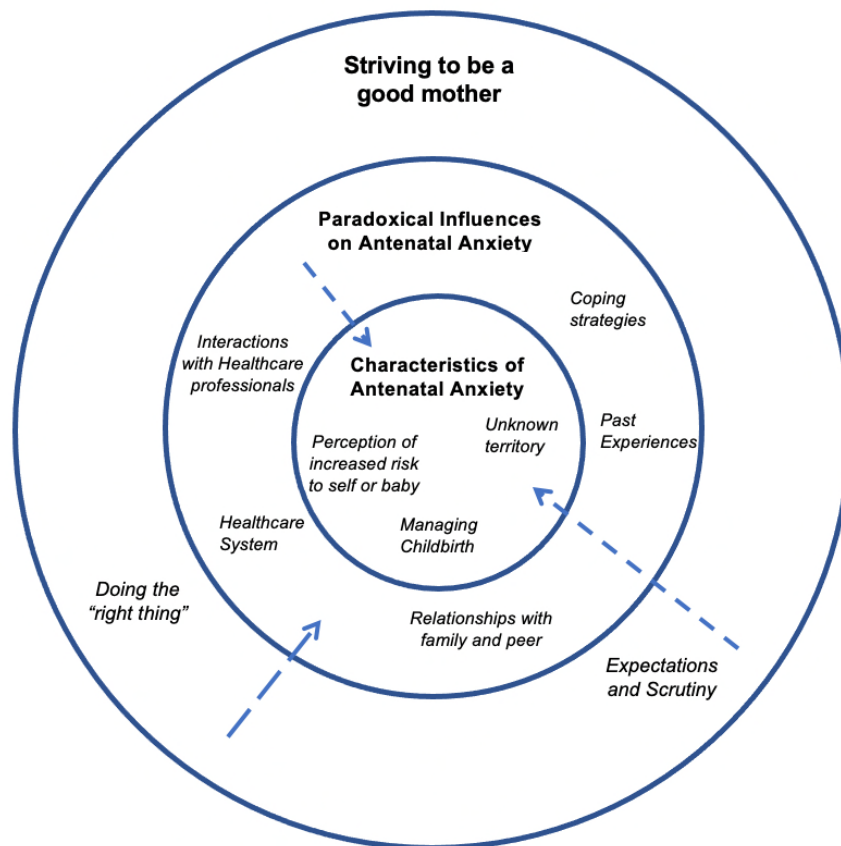 Striving to be a
good mother
Paradoxical Influences
on Antenatal Anxiety
Coping
strategies
Interactions
with Healthcare
professionals
Characteristics of
Antenatal Anxiety
Unknown
territory
Past
Experiences
Perception of
increased risk
to self or baby
Healthcare
System
Managing
Childbirth
Doing the
“right thing”
Relationships with
family and peer
Expectations
and Scrutiny